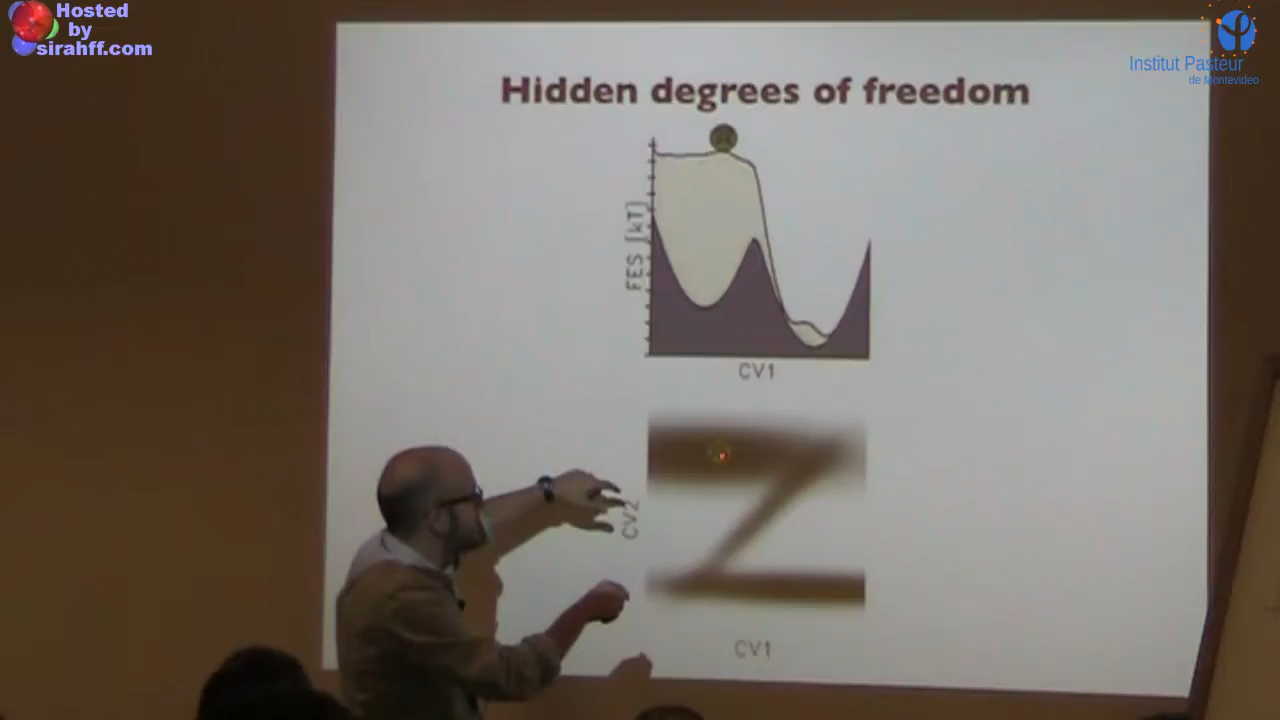 Hosted
by
sirahff.com
Institut Pasteur
de Montevideo
Hidden degrees of freedom
FES [kT]
CV1
CV2
CV1